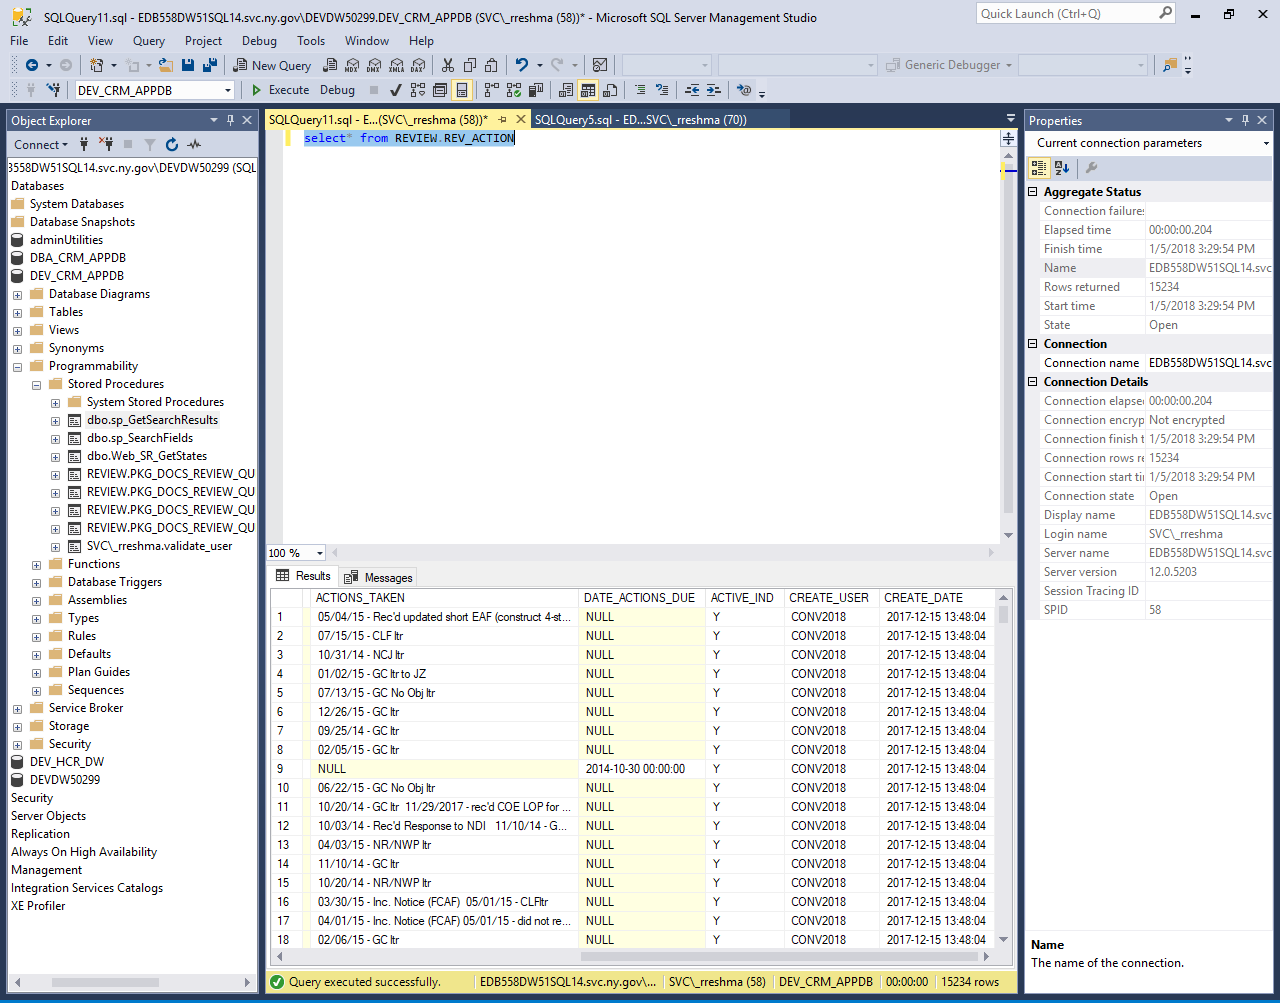 SQLQuery11.sql - EDB558DW51SQL14.svc.ny.gov\DEVDW50299.DEV_CRM_APPDB (SVC\_rreshma (58))* - Microsoft SQL Server Management Studio
Quick Launch (Ctrl+Q)
File Edit View Query Project Debug Tools Window Help
New Query MDX DMX XMLA DAX Generic Debugger
DEV_CRM_APPDB Execute Debug
Object Explorer
Connect
3558DW51SQL14.svc.ny.gov\DEVDW50299 (SQL
Databases
System Databases
Database Snapshots
adminUtilities
DBA_CRM_APPDB
DEV_CRM_APPDB
Database Diagrams
Tables
Views
Synonyms
Programmability
Stored Procedures
System Stored Procedures
dbo.sp_GetSearchResults
dbo.sp_SearchFields
dbo.Web_SR_GetStates
REVIEW.PKG_DOCS_REVIEW_QU
REVIEW.PKG_DOCS_REVIEW_QU
REVIEW.PKG_DOCS_REVIEW_QU
REVIEW.PKG_DOCS_REVIEW_QU
SVC\_rreshma.validate_user
Functions
Database Triggers
Assemblies
Types
Rules
Defaults
Plan Guides
Sequences
Service Broker
Storage
Security
DEV_HCR_DW
DEVDW50299
Security
Server Objects
Replication
Always On High Availability
Management
Integration Services Catalogs
XE Profiler
SQLQuery11.sql - E...(SVC\_rreshma (58))* SQLQuery5.sql - ED...SVC\_rreshma (70))
select* from REVIEW.REV_ACTION
100 %
Results Messages
ACTIONS_TAKEN DATE_ACTIONS_DUE ACTIVE_IND CREATE_USER CREATE_DATE
1 05/04/15 - Rec'd updated short EAF (construct 4-st... NULL Y CONV2018 2017-12-15 13:48:04
2 07/15/15 - CLF ltr NULL Y CONV2018 2017-12-15 13:48:04
3 10/31/14 - NCJ ltr NULL Y CONV2018 2017-12-15 13:48:04
4 01/02/15 - GC ltr to JZ NULL Y CONV2018 2017-12-15 13:48:04
5 07/13/15 - GC No Obj ltr NULL Y CONV2018 2017-12-15 13:48:04
6 12/26/15 - GC ltr NULL Y CONV2018 2017-12-15 13:48:04
7 09/25/14 - GC ltr NULL Y CONV2018 2017-12-15 13:48:04
8 02/05/15 - GC ltr NULL Y CONV2018 2017-12-15 13:48:04
9 NULL 2014-10-30 00:00:00 Y CONV2018 2017-12-15 13:48:04
10 06/22/15 - GC No Obj ltr NULL Y CONV2018 2017-12-15 13:48:04
11 10/20/14 - GC ltr 11/29/2017 - rec'd COE LOP for ... NULL Y CONV2018 2017-12-15 13:48:04
12 10/03/14 - Rec'd Response to NDI 11/10/14 - G... NULL Y CONV2018 2017-12-15 13:48:04
13 04/03/15 - NR/NWP ltr NULL Y CONV2018 2017-12-15 13:48:04
14 11/10/14 - GC ltr NULL Y CONV2018 2017-12-15 13:48:04
15 10/20/14 - NR/NWP ltr NULL Y CONV2018 2017-12-15 13:48:04
16 03/30/15 - Inc. Notice (FCAF) 05/01/15 - CLFltr NULL Y CONV2018 2017-12-15 13:48:04
17 04/01/15 - Inc. Notice (FCAF) 05/01/15 - did not re... NULL Y CONV2018 2017-12-15 13:48:04
18 02/06/15 - GC ltr NULL Y CONV2018 2017-12-15 13:48:04
Query executed successfully. EDB558DW51SQL14.svc.ny.gov\... SVC\_rreshma (58) DEV_CRM_APPDB 00:00:00 15234 rows
Properties
Current connection parameters
Aggregate Status
Connection failures
Elapsed time 00:00:00.204
Finish time 1/5/2018 3:29:54 PM
Name EDB558DW51SQL14.svc
Rows returned 15234
Start time 1/5/2018 3:29:54 PM
State Open
Connection
Connection name EDB558DW51SQL14.svc
Connection Details
Connection elapse 00:00:00.204
Connection encryp Not encrypted
Connection finish t 1/5/2018 3:29:54 PM
Connection rows re 15234
Connection start ti 1/5/2018 3:29:54 PM
Connection state Open
Display name EDB558DW51SQL14.svc
Login name SVC\_rreshma
Server name EDB558DW51SQL14.svc
Server version 12.0.5203
Session Tracing ID
SPID 58
Name
The name of the connection.